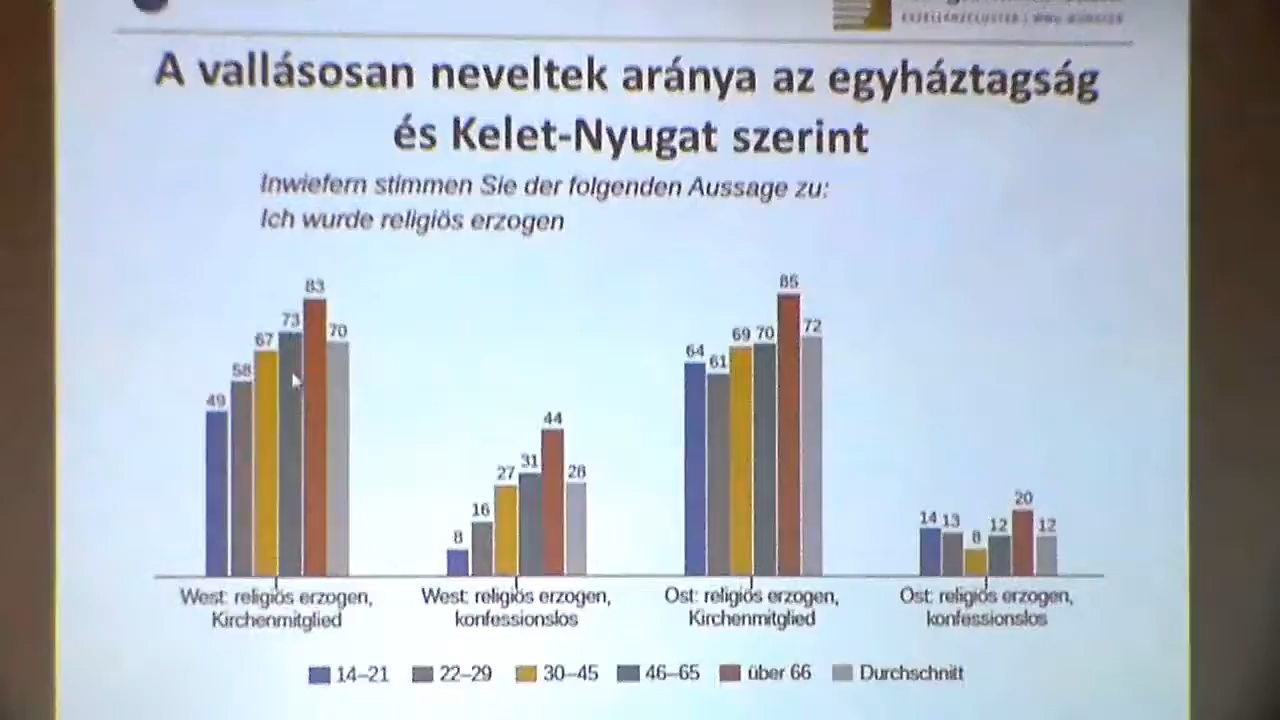 EXZELLENZCLUSTER | WWU MÜNSTER
A vallásosan neveltek aránya az egyháztagság
és Kelet-Nyugat szerint
Inwiefern stimmen Sie der folgenden Aussage zu:
Ich wurde religiös erzogen
49 58 67 73 83 70
8 16 27 31 44 28
64 61 69 70 85 72
14 13 8 12 20 12
West: religiös erzogen,
Kirchenmitglied
West: religiös erzogen,
konfessionslos
Ost: religiös erzogen,
Kirchenmitglied
Ost: religiös erzogen,
konfessionslos
14–21 22–29 30–45 46–65 über 66 Durchschnitt